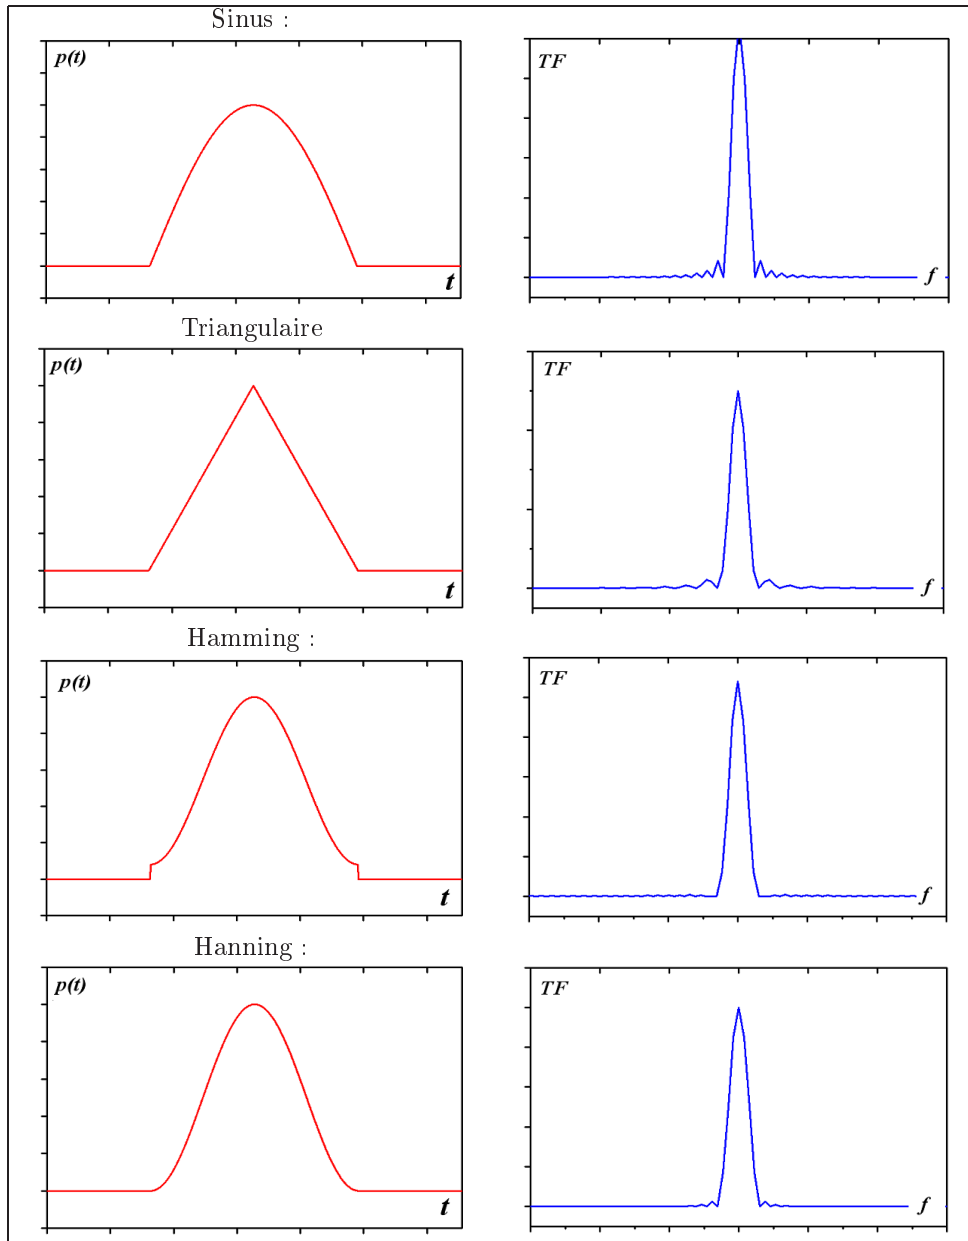 Sinus :
p(t)
t
TF
f
Triangulaire
p(t)
t
TF
f
Hamming :
p(t)
t
TF
f
Hanning :
p(t)
t
TF
f